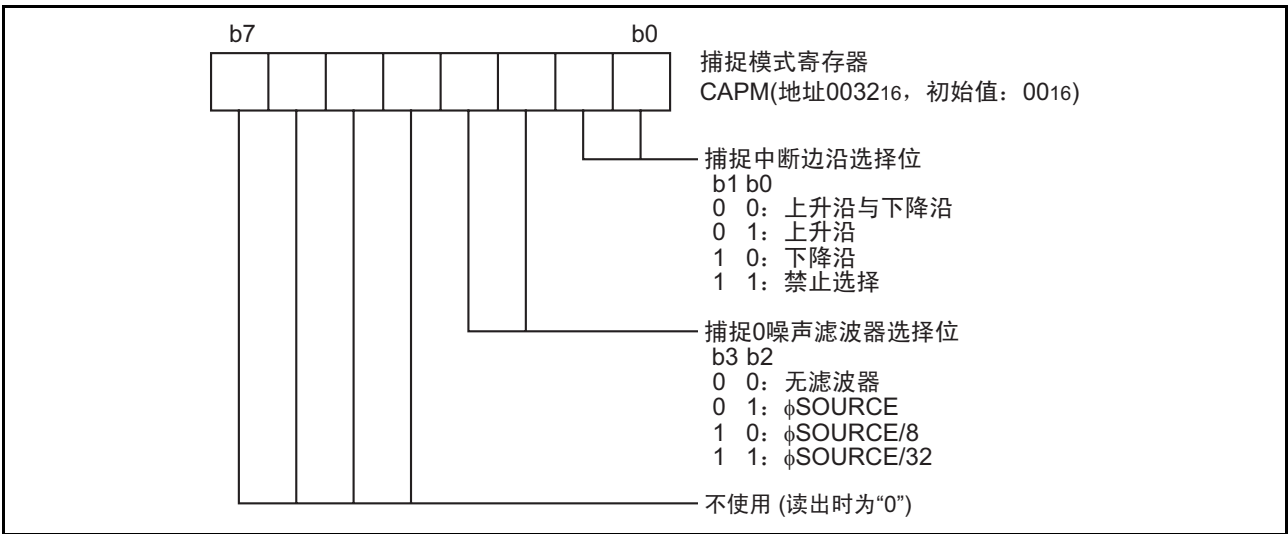 b7 b0
捕捉模式寄存器
CAPM(地址003216，初始值：0016)
捕捉中断边沿选择位
b1 b0
0 0：上升沿与下降沿
0 1：上升沿
1 0：下降沿
1 1：禁止选择
捕捉0噪声滤波器选择位
b3 b2
0 0：无滤波器
0 1：ϕSOURCE
1 0：ϕSOURCE/8
1 1：ϕSOURCE/32
不使用 (读出时为“0”)